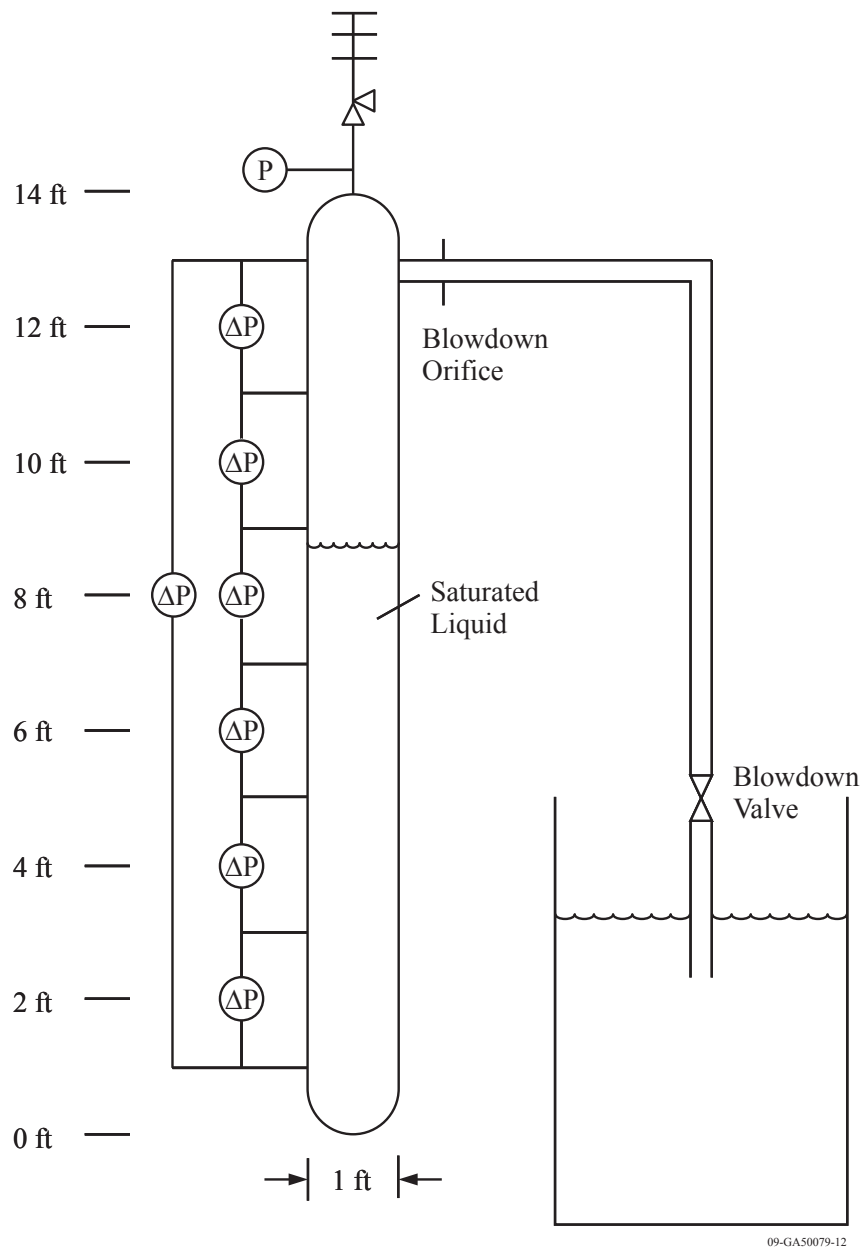 P
14 ft
ΔP
12 ft
Blowdown
Orifice
ΔP
10 ft
ΔP
ΔP
8 ft
Saturated
Liquid
ΔP
6 ft
Blowdown
Valve
ΔP
4 ft
ΔP
2 ft
0 ft
1 ft
09-GA50079-12